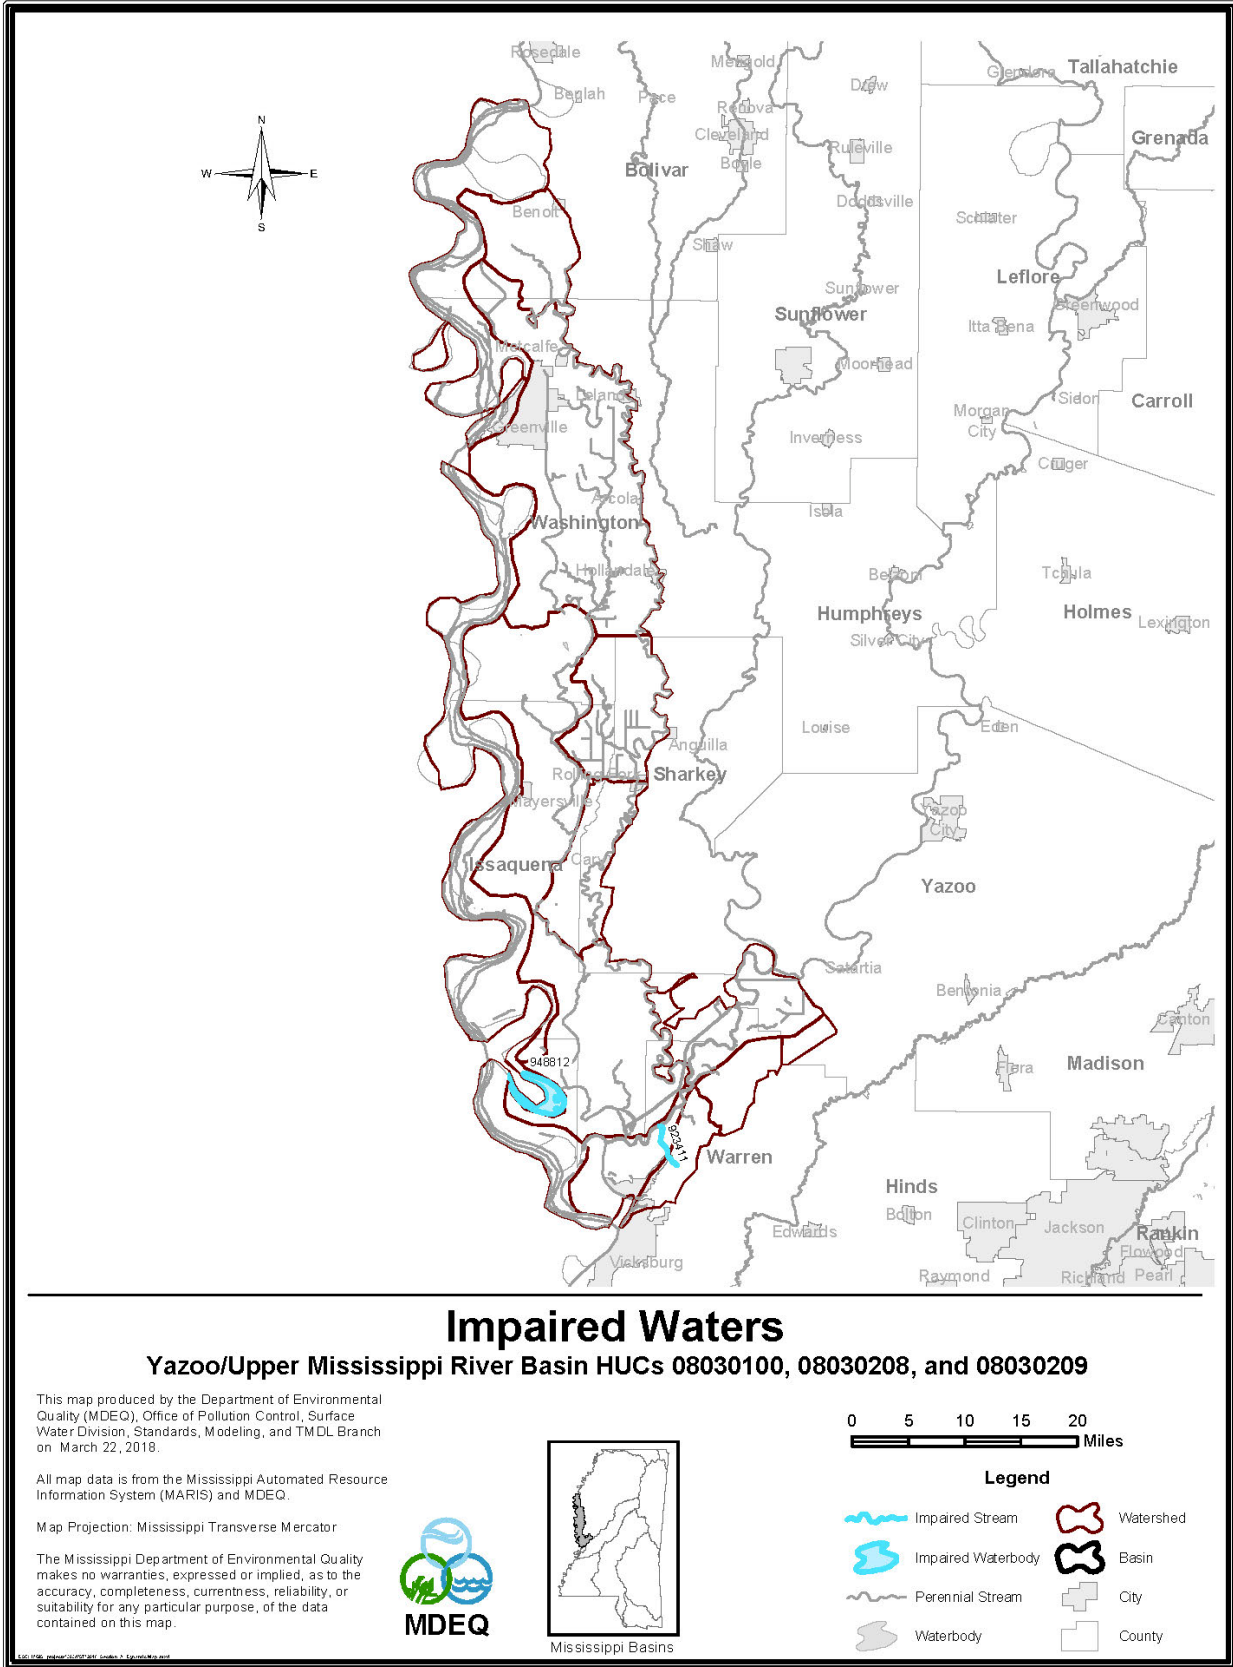 Rosedale
Merigold
Glendora
Tallahatchie
Beulah
Pace
Drew
Renova
Cleveland
Boyle
Ruleville
Grenada
N
W
E
S
Bolivar
Benoit
Doddsville
Schlater
Shaw
Leflore
Sunflower
Greenwood
Sunflower
Itta Bena
Metcalfe
Moorhead
Leland
Sidon
Carroll
Morgan
City
Greenville
Inverness
Cruger
Arcola
Isola
Washington
Hollandale
Belzoni
Tchula
Humphreys
Holmes
Lexington
Silver City
Louise
Eden
Anguilla
Rolling Fork
Sharkey
Mayersville
Yazoo
City
Issaquena
Cary
Yazoo
Satartia
Bentonia
Canton
948812
Flora
Madison
923411
Warren
Hinds
Bolton
Clinton
Jackson
Edwards
Rankin
Flowood
Vicksburg
Raymond
Richland
Pearl
Impaired Waters
Yazoo/Upper Mississippi River Basin HUCs 08030100, 08030208, and 08030209
This map produced by the Department of Environmental
Quality (MDEQ), Office of Pollution Control, Surface
Water Division, Standards, Modeling, and TMDL Branch
on March 22, 2018.
All map data is from the Mississippi Automated Resource
Information System (MARIS) and MDEQ.
Map Projection: Mississippi Transverse Mercator
The Mississippi Department of Environmental Quality
makes no warranties, expressed or implied, as to the
accuracy, completeness, currentness, reliability, or
suitability for any particular purpose, of the data
contained on this map.
MDEQ
Mississippi Basins
0 5 10 15 20
Miles
Legend
Impaired Stream
Watershed
Impaired Waterbody
Basin
Perennial Stream
City
Waterbody
County